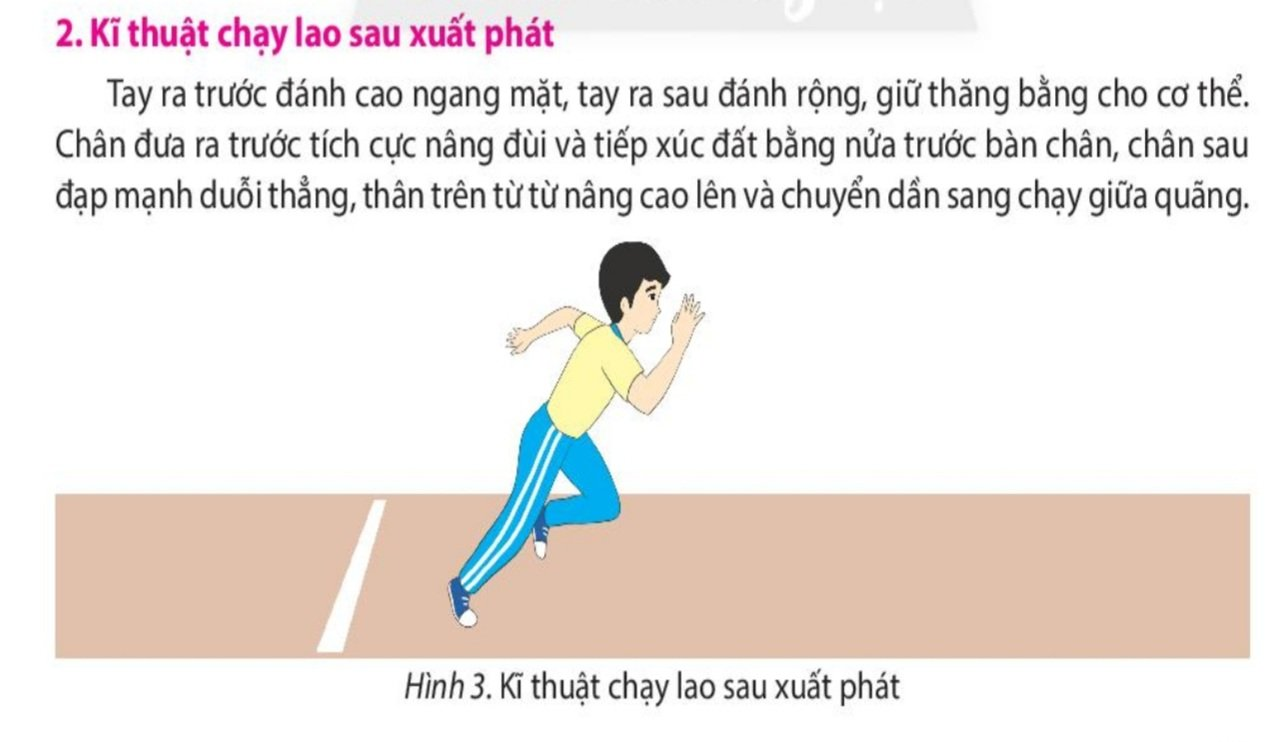 2. Kĩ thuật chạy lao sau xuất phát
Tay ra trước đánh cao ngang mặt, tay ra sau đánh rộng, giữ thăng bằng cho cơ thể.
Chân đưa ra trước tích cực nâng đùi và tiếp xúc đất bằng nửa trước bàn chân, chân sau
đạp mạnh duỗi thẳng, thân trên từ từ nâng cao lên và chuyển dần sang chạy giữa quãng.
Hình 3. Kĩ thuật chạy lao sau xuất phát